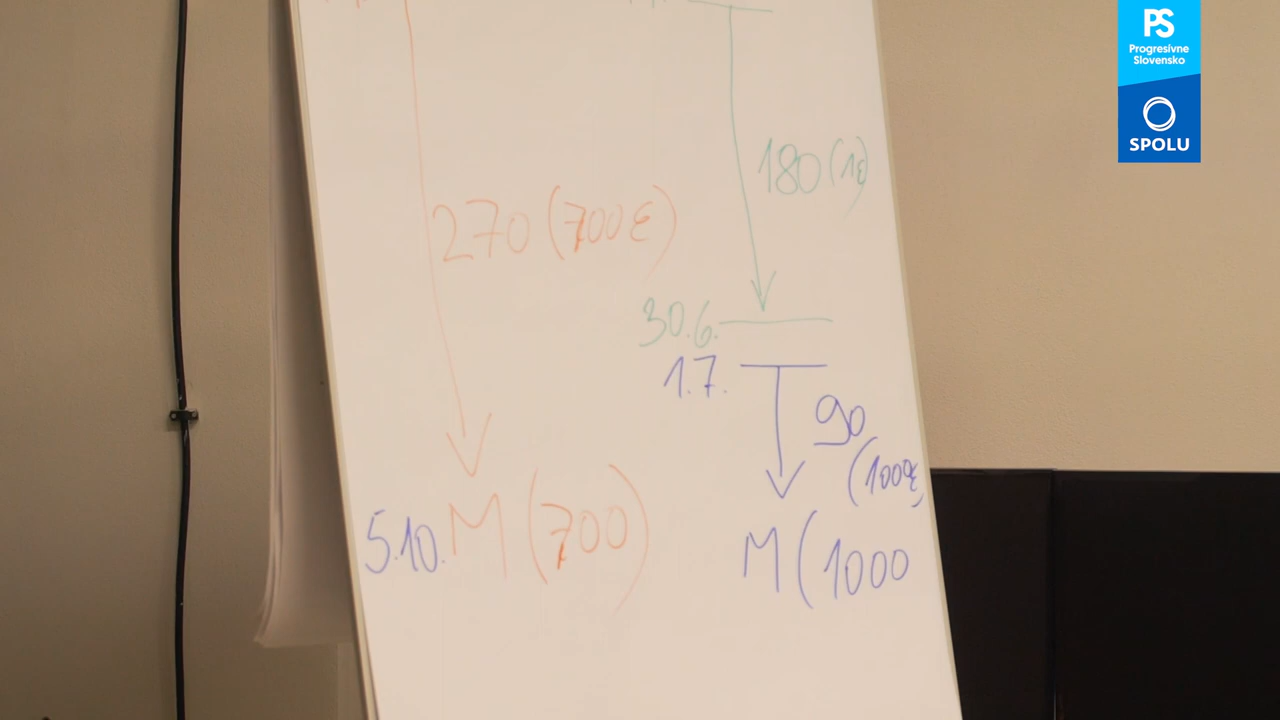 PS
Progresívne
Slovensko
SPOLU
180 (1€)
270 (700€)
30.6.
1.7.
90
(100€)
5.10. M (700)
M (1000